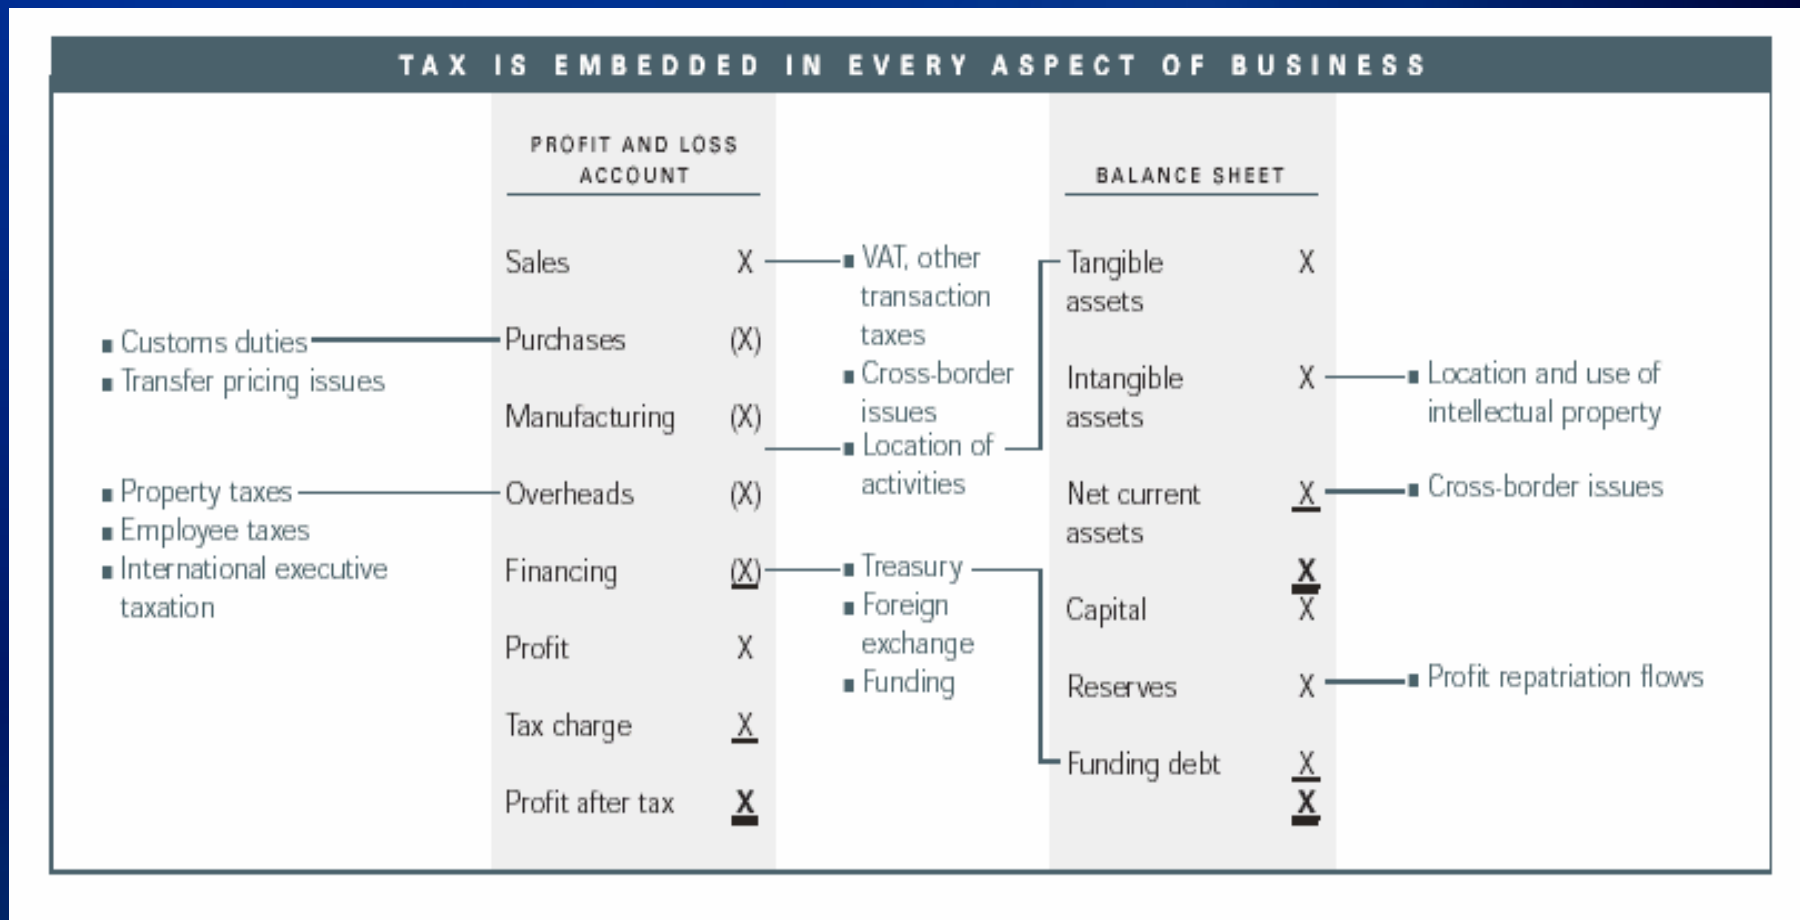 TAX IS EMBEDDED IN EVERY ASPECT OF BUSINESS
■ Customs duties
■ Transfer pricing issues
■ Property taxes
■ Employee taxes
■ International executive
taxation
PROFIT AND LOSS
ACCOUNT
Sales X
Purchases (X)
Manufacturing (X)
Overheads (X)
Financing (X)
Profit X
Tax charge X
Profit after tax X
■ VAT, other
transaction
taxes
■ Cross-border
issues
■ Location of
activities
■ Treasury
■ Foreign
exchange
■ Funding
BALANCE SHEET
Tangible X
assets
Intangible X
assets
Net current X
assets
X
Capital X
Reserves X
Funding debt X
X
■ Location and use of
intellectual property
■ Cross-border issues
■ Profit repatriation flows